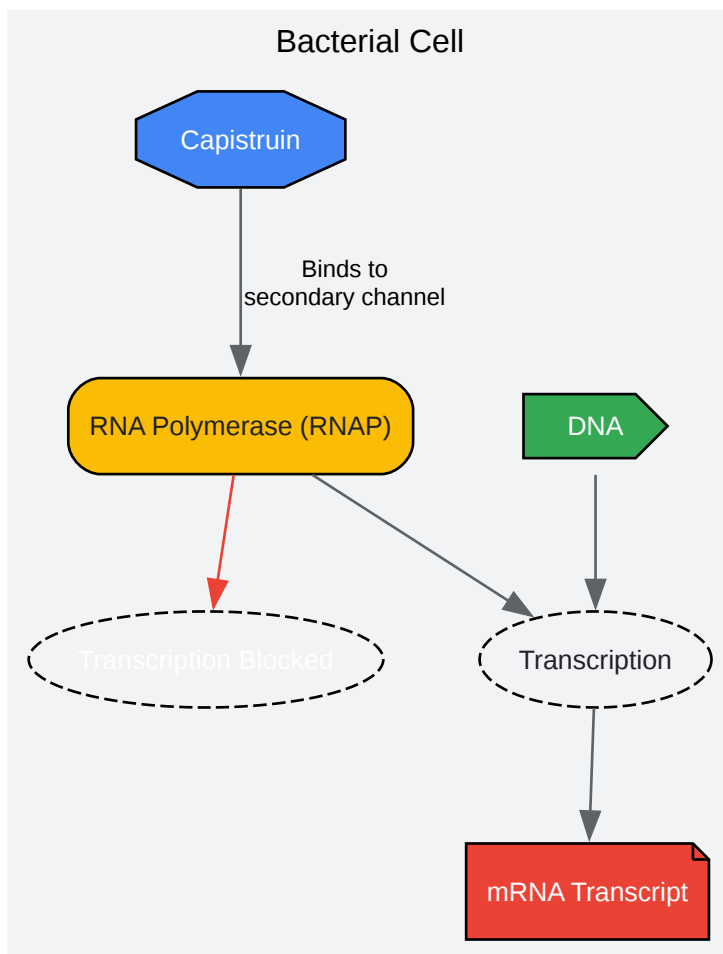 Bacterial Cell
Capistruin
Binds to
secondary channel
RNA Polymerase (RNAP)
DNA
Transcription Blocked
Transcription
mRNA Transcript